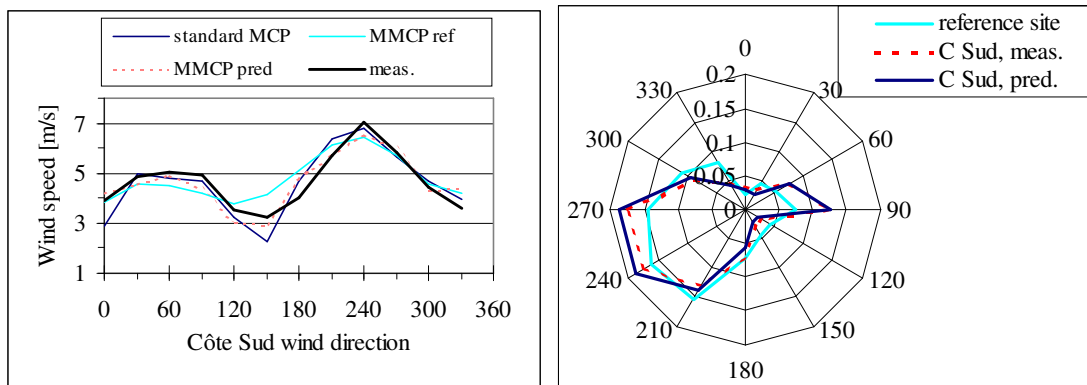 standard MCP
MMCP ref
MMCP pred
meas.
Wind speed [m/s]
7
5
3
1
0 60 120 180 240 300 360
Côte Sud wind direction
reference site
C Sud, meas.
C Sud, pred.
0
30
60
90
120
150
180
210
240
270
300
330
0.2
0.15
0.1
0.05
0